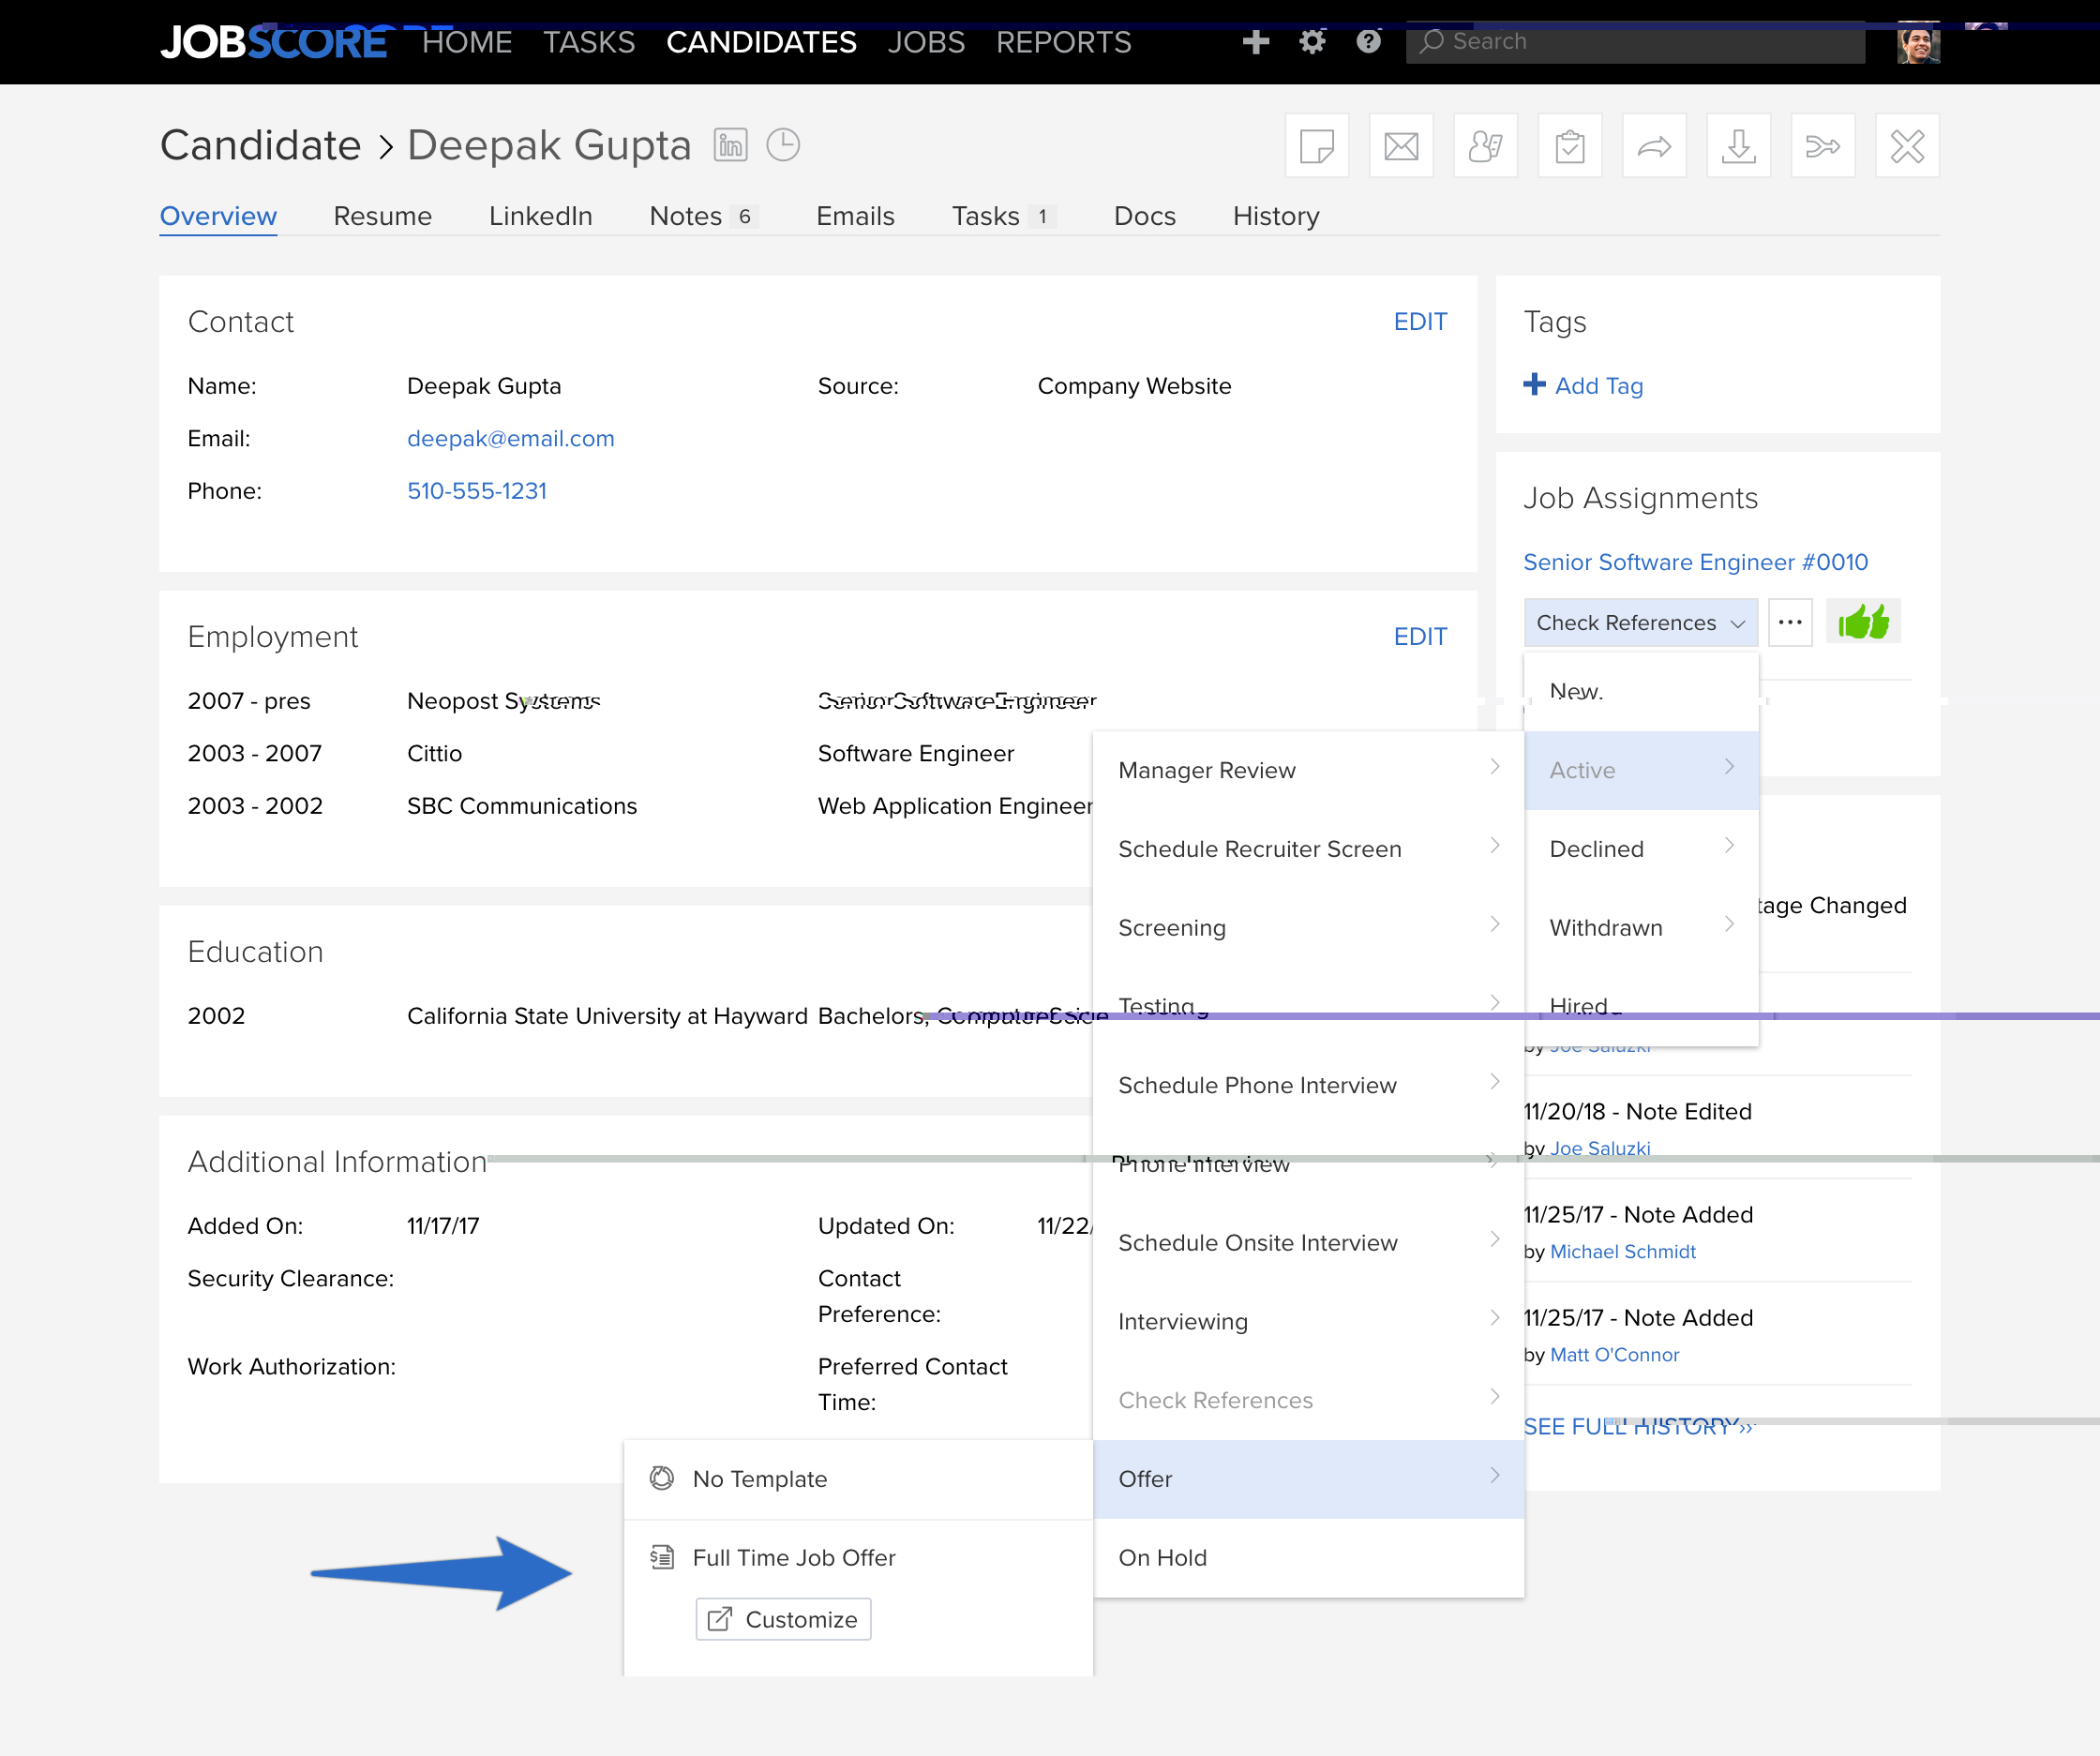 JOBSCORE HOME TASKS CANDIDATES JOBS REPORTS Search
Candidate > Deepak Gupta in
Overview Resume LinkedIn Notes 6 Emails Tasks 1 Docs History
Contact EDIT
Name: Deepak Gupta Source: Company Website
Email: deepak@email.com
Phone: 510-555-1231
Employment EDIT
2007 - pres Neopost Systems Senior Software Engineer
2003 - 2007 Cittio Software Engineer
2003 - 2002 SBC Communications Web Application Engineer
Education
2002 California State University at Hayward Bachelors, Computer Scie
Additional Information
Added On: 11/17/17 Updated On: 11/22/
Security Clearance: Contact
Preference:
Work Authorization: Preferred Contact
Time:
Tags
Add Tag
Job Assignments
Senior Software Engineer #0010
Check References ...
New
Active
Declined
Withdrawn
Hired
Manager Review
Schedule Recruiter Screen
Screening
Testing
Schedule Phone Interview
Phone Interview
Schedule Onsite Interview
Interviewing
Check References
Offer
On Hold
No Template
Full Time Job Offer
Customize
tage Changed
by Joe Saluzki
11/20/18 - Note Edited
by Joe Saluzki
11/25/17 - Note Added
by Michael Schmidt
11/25/17 - Note Added
by Matt O'Connor
SEE FULL HISTORY ››